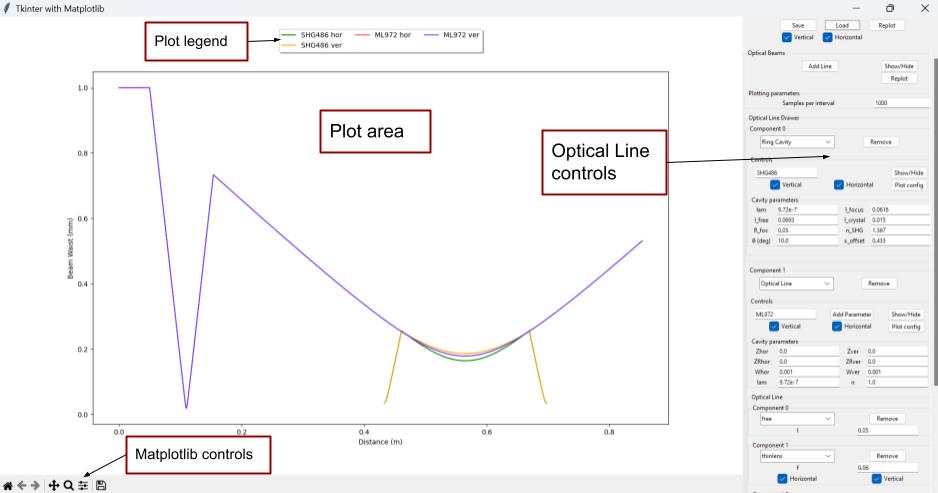 Tkinter with Matplotlib
Plot legend
SHG486 hor
ML972 hor
ML972 ver
SHG486 ver
Plot area
Optical Line
controls
Matplotlib controls
Beam Waist (mm)
1.0
0.8
0.6
0.4
0.2
0.0
0.0 0.2 0.4 0.6 0.8
Distance (m)
Save Load Replot
Vertical Horizontal
Optical Beams
Add Line Show/Hide
Replot
Plotting parameters
Samples per interval 1000
Optical Line Drawer
Component 0
Ring Cavity Remove
Controls
SHG486 Show/Hide
Vertical Horizontal Plot config
Cavity parameters
lam 9.72e-7 l_focus 0.0616
l_free 0.0693 l_crystal 0.015
R_foc 0.05 n_SHG 1.567
θ (deg) 10.0 x_offset 0.433
Component 1
Optical Line Remove
Controls
ML972 Add Parameter Show/Hide
Vertical Horizontal Plot config
Cavity parameters
Zhor 0.0 Zver 0.0
ZRhor 0.0 ZRver 0.0
Whor 0.001 Wver 0.001
lam 9.72e-7 n 1.0
Optical Line
Component 0
free Remove
l 0.05
Component 1
thinlens Remove
f 0.06
Horizontal Vertical